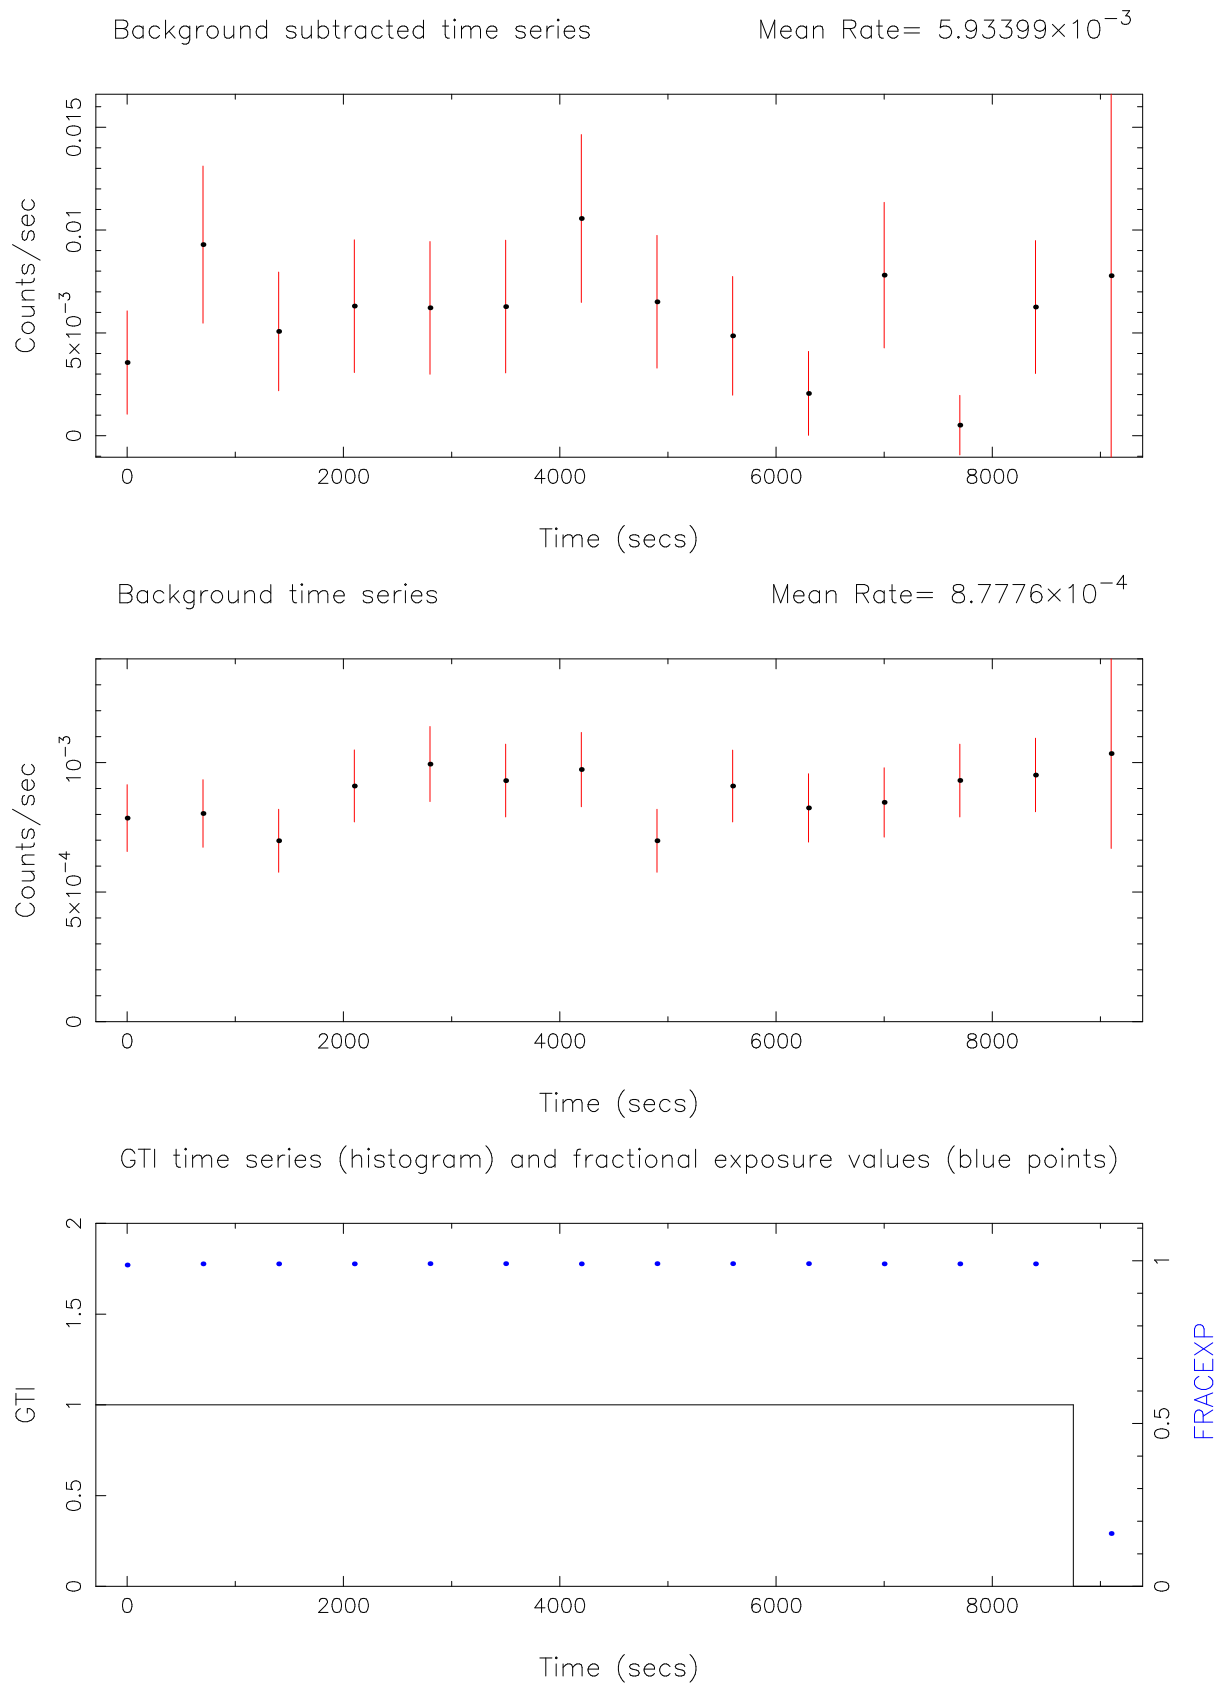 Background subtracted time series Mean Rate= 5.93399×10⁻³
Counts/sec
0.015
0.01
5×10⁻³
0
0 2000 4000 6000 8000
Time (secs)
Background time series Mean Rate= 8.7776×10⁻⁴
Counts/sec
10⁻³
5×10⁻⁴
0
0 2000 4000 6000 8000
Time (secs)
GTI time series (histogram) and fractional exposure values (blue points)
GTI
2
1.5
1
0.5
0
1
0.5
0
FRACEXP
0 2000 4000 6000 8000
Time (secs)